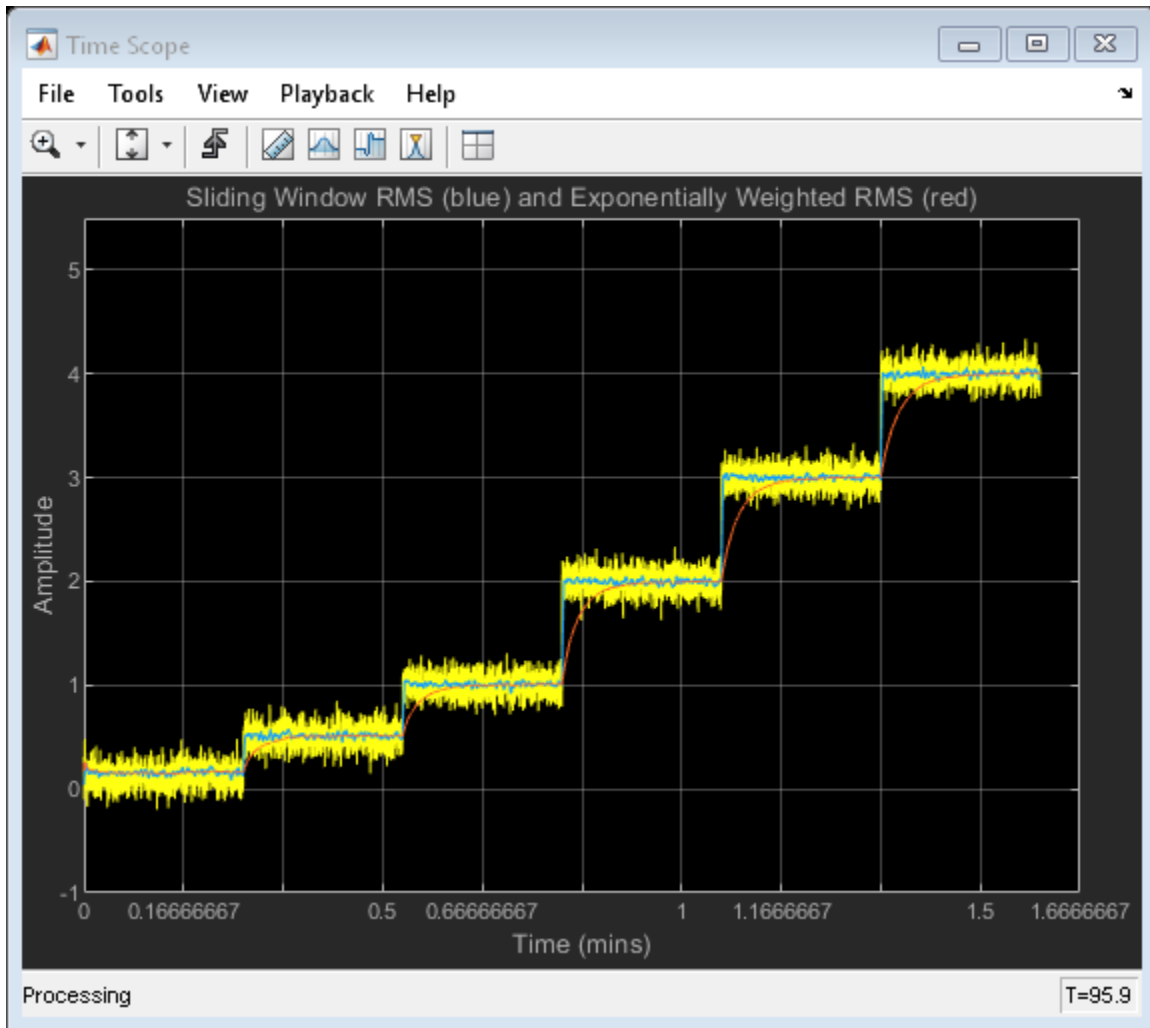 Time Scope
File Tools View Playback Help
Sliding Window RMS (blue) and Exponentially Weighted RMS (red)
5
4
3
2
1
0
-1
Amplitude
0 0.16666667 0.5 0.66666667 1 1.1666667 1.5 1.6666667
Time (mins)
Processing T=95.9